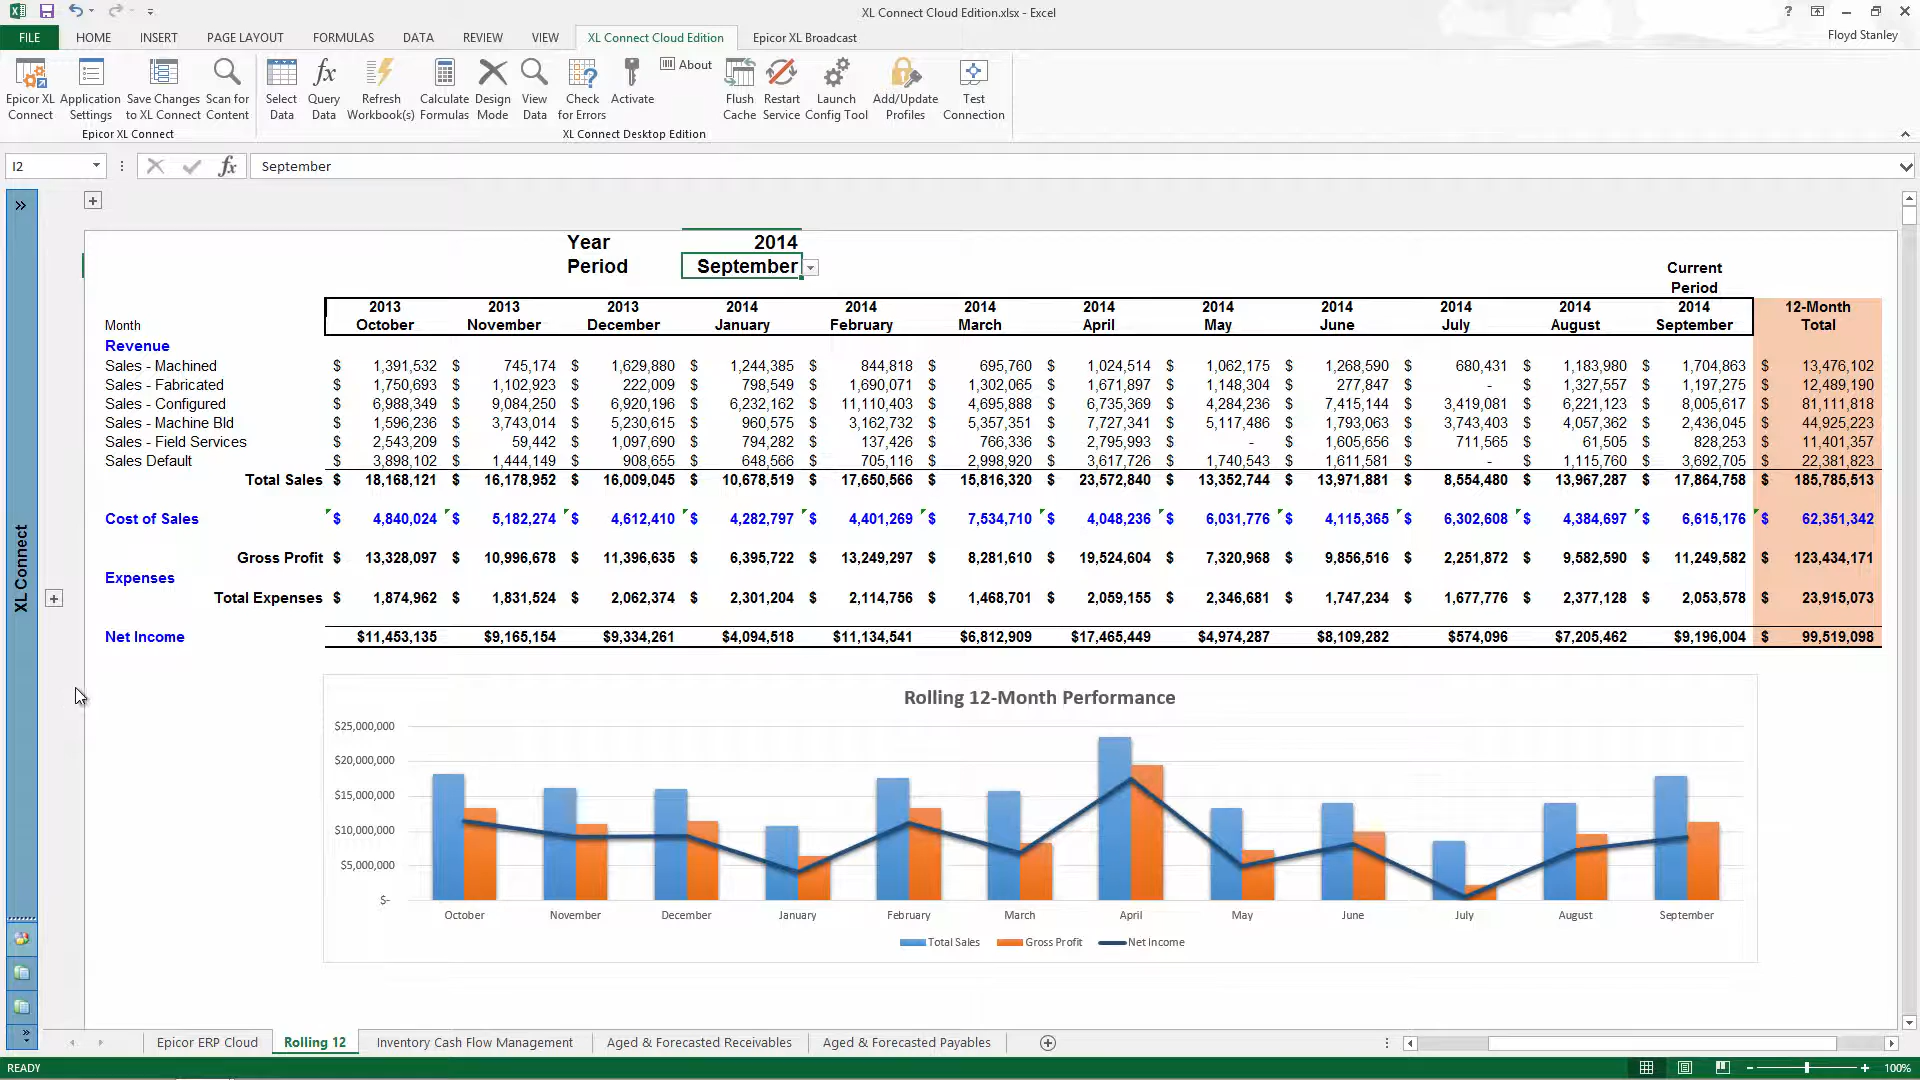 XL Connect Cloud Edition.xlsx - Excel
FILE HOME INSERT PAGE LAYOUT FORMULAS DATA REVIEW VIEW XL Connect Cloud Edition Epicor XL Broadcast Floyd Stanley
Epicor XL Connect
Application Settings
Save Changes to XL Connect
Scan for Content
Select Data
Query Data
Refresh Workbook(s)
Calculate Formulas
Design Mode
View Data
Check for Errors
Activate
About
Flush Cache
Restart Service
Launch Config Tool
Add/Update Profiles
Test Connection
Epicor XL Connect XL Connect Desktop Edition
I2 fx September
XL Connect
Year 2014
Period September
Current
Period
2013 2013 2013 2014 2014 2014 2014 2014 2014 2014 2014 2014 12-Month
Month October November December January February March April May June July August September Total
Revenue
Sales - Machined $ 1,391,532 $ 745,174 $ 1,629,880 $ 1,244,385 $ 844,818 $ 695,760 $ 1,024,514 $ 1,062,175 $ 1,268,590 $ 680,431 $ 1,183,980 $ 1,704,863 $ 13,476,102
Sales - Fabricated $ 1,750,693 $ 1,102,923 $ 222,009 $ 798,549 $ 1,690,071 $ 1,302,065 $ 1,671,897 $ 1,148,304 $ 277,847 $ - $ 1,327,557 $ 1,197,275 $ 12,489,190
Sales - Configured $ 6,988,349 $ 9,084,250 $ 6,920,196 $ 6,232,162 $ 11,110,403 $ 4,695,888 $ 6,735,369 $ 4,284,236 $ 7,415,144 $ 3,419,081 $ 6,221,123 $ 8,005,617 $ 81,111,818
Sales - Machine Bld $ 1,596,236 $ 3,743,014 $ 5,230,615 $ 960,575 $ 3,162,732 $ 5,357,351 $ 7,727,341 $ 5,117,486 $ 1,793,063 $ 3,743,403 $ 4,057,362 $ 2,436,045 $ 44,925,223
Sales - Field Services $ 2,543,209 $ 59,442 $ 1,097,690 $ 794,282 $ 137,426 $ 766,336 $ 2,795,993 $ - $ 1,605,656 $ 711,565 $ 61,505 $ 828,253 $ 11,401,357
Sales Default $ 3,898,102 $ 1,444,149 $ 908,655 $ 648,566 $ 705,116 $ 2,998,920 $ 3,617,726 $ 1,740,543 $ 1,611,581 $ - $ 1,115,760 $ 3,692,705 $ 22,381,823
Total Sales $ 18,168,121 $ 16,178,952 $ 16,009,045 $ 10,678,519 $ 17,650,566 $ 15,816,320 $ 23,572,840 $ 13,352,744 $ 13,971,881 $ 8,554,480 $ 13,967,287 $ 17,864,758 $ 185,785,513
Cost of Sales $ 4,840,024 $ 5,182,274 $ 4,612,410 $ 4,282,797 $ 4,401,269 $ 7,534,710 $ 4,048,236 $ 6,031,776 $ 4,115,365 $ 6,302,608 $ 4,384,697 $ 6,615,176 $ 62,351,342
Gross Profit $ 13,328,097 $ 10,996,678 $ 11,396,635 $ 6,395,722 $ 13,249,297 $ 8,281,610 $ 19,524,604 $ 7,320,968 $ 9,856,516 $ 2,251,872 $ 9,582,590 $ 11,249,582 $ 123,434,171
Expenses
Total Expenses $ 1,874,962 $ 1,831,524 $ 2,062,374 $ 2,301,204 $ 2,114,756 $ 1,468,701 $ 2,059,155 $ 2,346,681 $ 1,747,234 $ 1,677,776 $ 2,377,128 $ 2,053,578 $ 23,915,073
Net Income $11,453,135 $9,165,154 $9,334,261 $4,094,518 $11,134,541 $6,812,909 $17,465,449 $4,974,287 $8,109,282 $574,096 $7,205,462 $9,196,004 $ 99,519,098
Rolling 12-Month Performance
$25,000,000
$20,000,000
$15,000,000
$10,000,000
$5,000,000
$-
October November December January February March April May June July August September
Total Sales Gross Profit Net Income
Epicor ERP Cloud Rolling 12 Inventory Cash Flow Management Aged & Forecasted Receivables Aged & Forecasted Payables
READY 100%